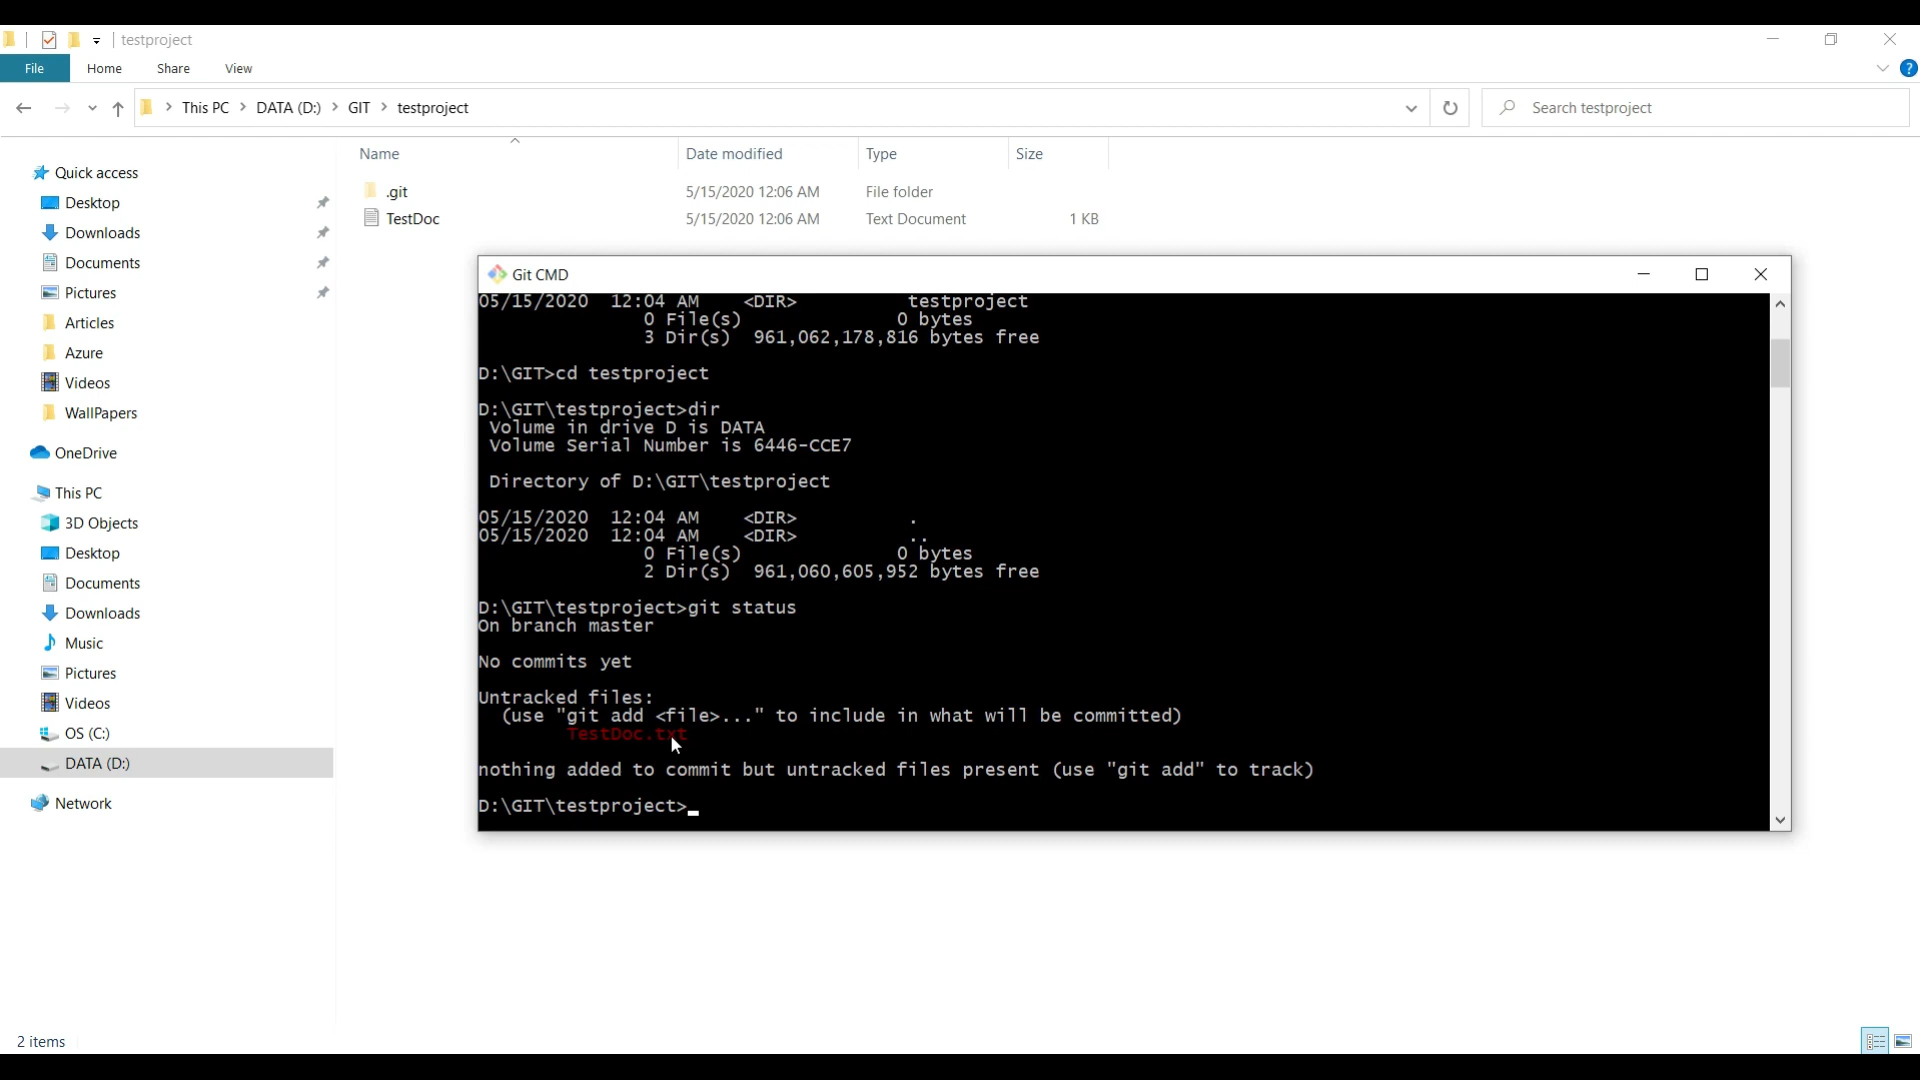 testproject
File Home Share View
This PC > DATA (D:) > GIT > testproject
Search testproject
Name Date modified Type Size
.git 5/15/2020 12:06 AM File folder
TestDoc 5/15/2020 12:06 AM Text Document 1 KB
Quick access
Desktop
Downloads
Documents
Pictures
Articles
Azure
Videos
WallPapers
OneDrive
This PC
3D Objects
Desktop
Documents
Downloads
Music
Pictures
Videos
OS (C:)
DATA (D:)
Network
Git CMD
05/15/2020 12:04 AM <DIR> testproject
0 File(s) 0 bytes
3 Dir(s) 961,062,178,816 bytes free
D:\GIT>cd testproject
D:\GIT\testproject>dir
Volume in drive D is DATA
Volume Serial Number is 6446-CCE7
Directory of D:\GIT\testproject
05/15/2020 12:04 AM <DIR> .
05/15/2020 12:04 AM <DIR> ..
0 File(s) 0 bytes
2 Dir(s) 961,060,605,952 bytes free
D:\GIT\testproject>git status
On branch master
No commits yet
Untracked files:
(use "git add <file>..." to include in what will be committed)
TestDoc.txt
nothing added to commit but untracked files present (use "git add" to track)
D:\GIT\testproject>
2 items